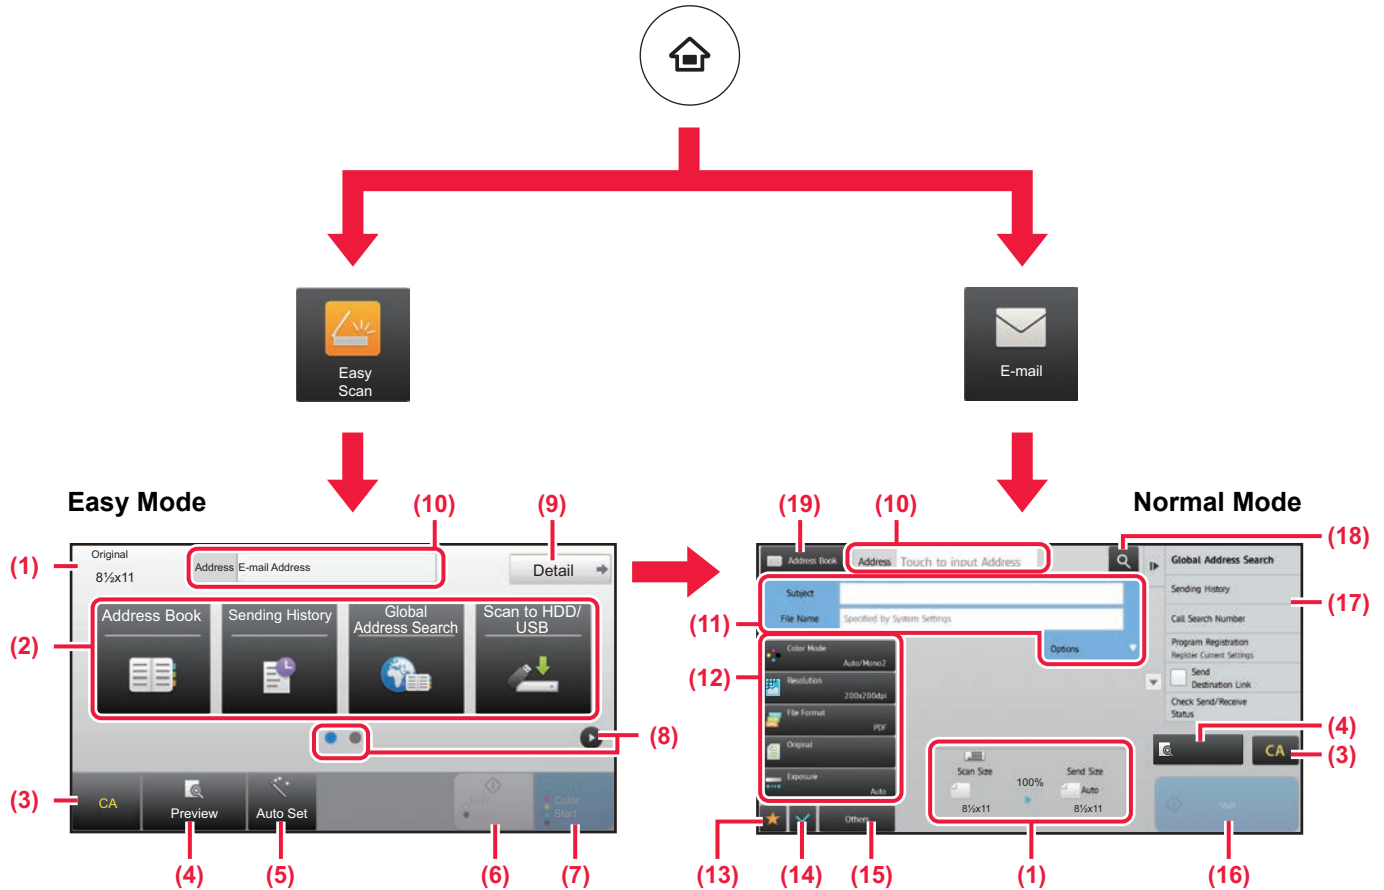 Easy
Scan
E-mail
Easy Mode
Normal Mode
(10)
(9)
(19)
(10)
(18)
(1)
Original
8½x11
Address
E-mail Address
Detail
(2)
Address Book
Sending History
Global
Address Search
Scan to HDD/
USB
(8)
(3)
CA
Preview
Auto Set
Color
Start
(4)
(5)
(6)
(7)
Address Book
Address
Touch to input Address
Global Address Search
Sending History
(17)
(11)
Subject
File Name
Specified by System Settings
Call Search Number
Options
Program Registration
Register Current Settings
(12)
Color Mode
Auto/Mono2
Send
Destination Link
Resolution
200x200dpi
Check Send/Receive
Status
File Format
PDF
(4)
Original
CA
(3)
Scan Size
100%
Send Size
Auto
8½x11
8½x11
Exposure
Auto
Start
Others
(13)
(14)
(15)
(1)
(16)